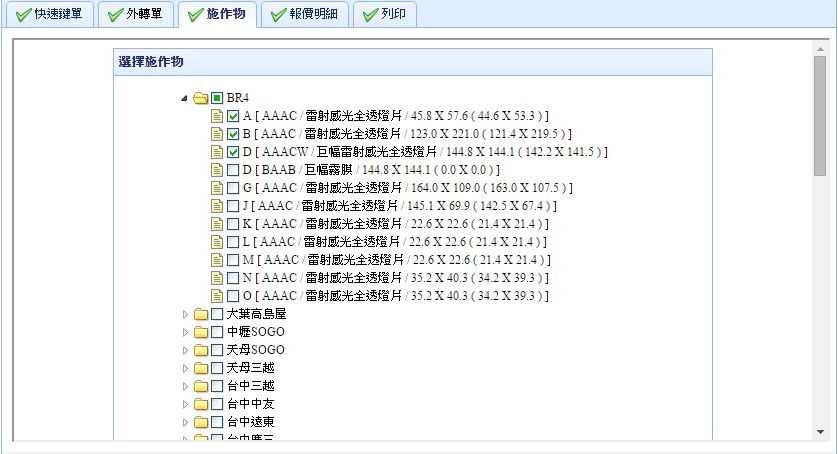 快速鍵單 外轉單 施作物 報價明細 列印
選擇施作物
BR4
A [ AAAC / 雷射感光全透燈片 / 45.8 X 57.6 ( 44.6 X 53.3 ) ]
B [ AAAC / 雷射感光全透燈片 / 123.0 X 221.0 ( 121.4 X 219.5 ) ]
D [ AAACW / 巨幅雷射感光全透燈片 / 144.8 X 144.1 ( 142.2 X 141.5 ) ]
D [ BAAB / 巨幅霧膜 / 144.8 X 144.1 ( 0.0 X 0.0 ) ]
G [ AAAC / 雷射感光全透燈片 / 164.0 X 109.0 ( 163.0 X 107.5 ) ]
J [ AAAC / 雷射感光全透燈片 / 145.1 X 69.9 ( 142.5 X 67.4 ) ]
K [ AAAC / 雷射感光全透燈片 / 22.6 X 22.6 ( 21.4 X 21.4 ) ]
L [ AAAC / 雷射感光全透燈片 / 22.6 X 22.6 ( 21.4 X 21.4 ) ]
M [ AAAC / 雷射感光全透燈片 / 22.6 X 22.6 ( 21.4 X 21.4 ) ]
N [ AAAC / 雷射感光全透燈片 / 35.2 X 40.3 ( 34.2 X 39.3 ) ]
O [ AAAC / 雷射感光全透燈片 / 35.2 X 40.3 ( 34.2 X 39.3 ) ]
大葉高島屋
中壢SOGO
天母SOGO
天母三越
台中三越
台中中友
台中遠東